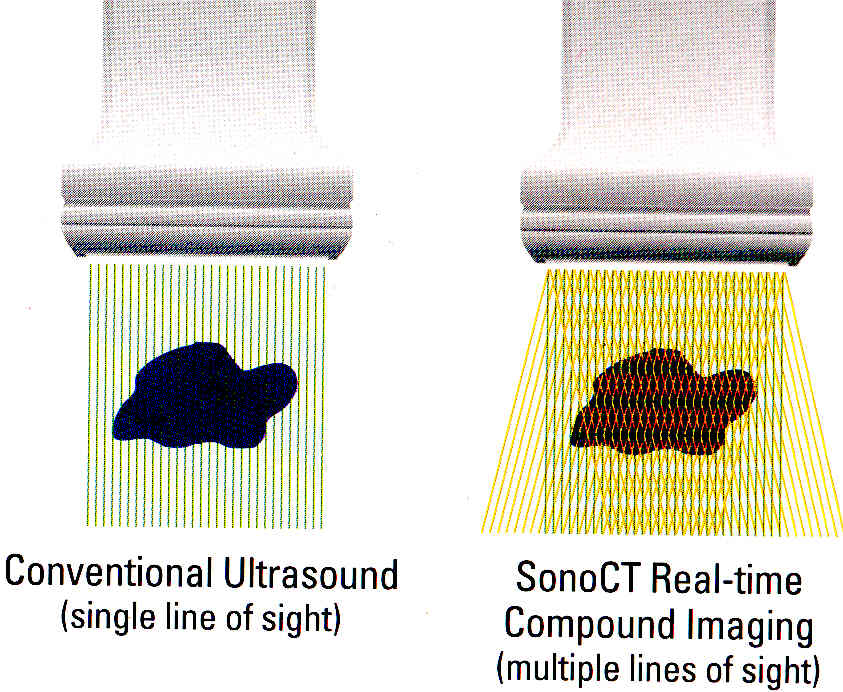 Conventional Ultrasound
(single line of sight)
SonoCT Real-time
Compound Imaging
(multiple lines of sight)